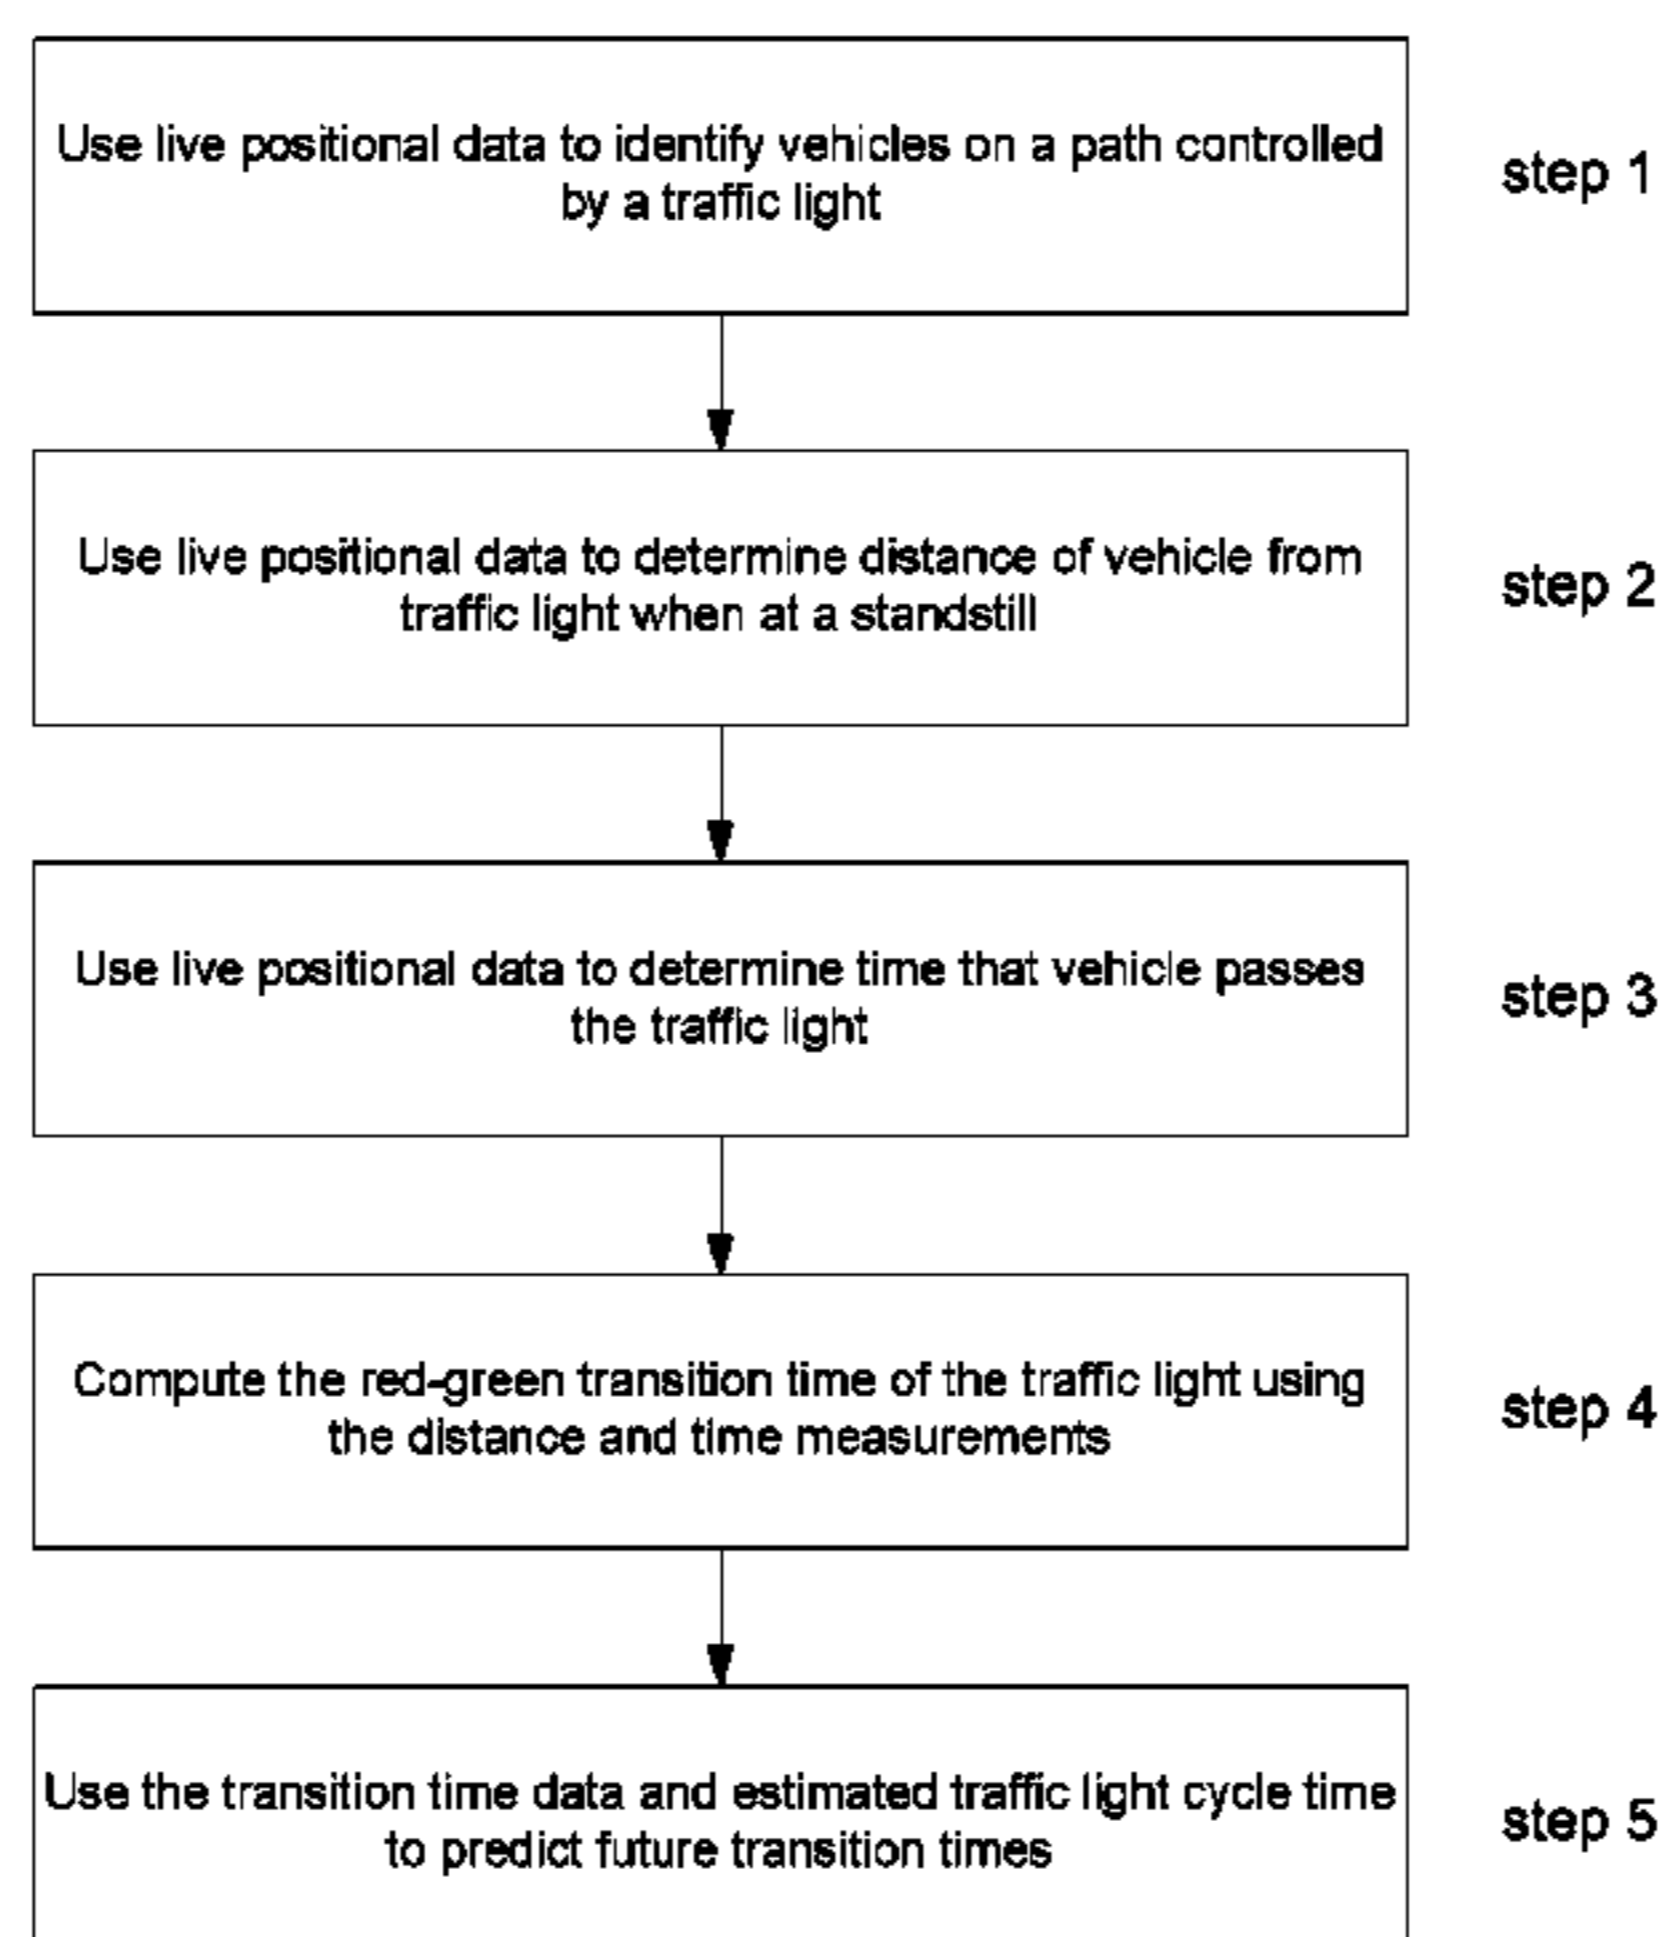 Use live positional data to identify vehicles on a path controlled
by a traffic light
step 1
Use live positional data to determine distance of vehicle from
traffic light when at a standstill
step 2
Use live positional data to determine time that vehicle passes
the traffic light
step 3
Compute the red-green transition time of the traffic light using
the distance and time measurements
step 4
Use the transition time data and estimated traffic light cycle time
to predict future transition times
step 5